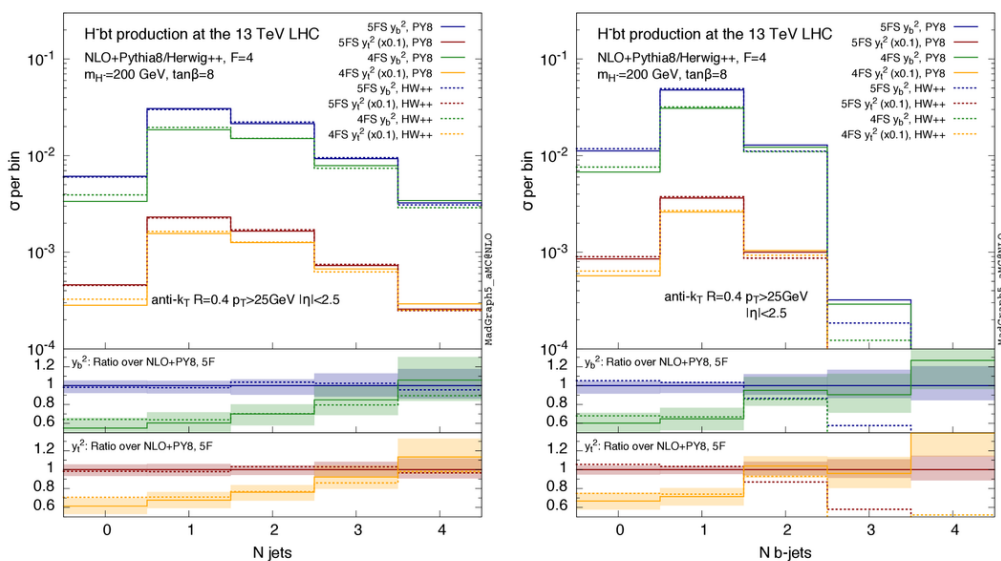 H⁻bt production at the 13 TeV LHC
NLO+Pythia8/Herwig++, F=4
m_H-=200 GeV, tanβ=8
5FS y_b², PY8
5FS y_t² (x0.1), PY8
4FS y_b², PY8
4FS y_t² (x0.1), PY8
5FS y_b², HW++
5FS y_t² (x0.1), HW++
4FS y_b², HW++
4FS y_t² (x0.1), HW++
σ per bin
10⁻¹
10⁻²
10⁻³
10⁻⁴
anti-k_T R=0.4 p_T>25GeV |η|<2.5
MadGraph5_aMC@NLO
y_b²: Ratio over NLO+PY8, 5F
1.2
1
0.8
0.6
y_t²: Ratio over NLO+PY8, 5F
1.2
1
0.8
0.6
0 1 2 3 4
N jets
H⁻bt production at the 13 TeV LHC
NLO+Pythia8/Herwig++, F=4
m_H-=200 GeV, tanβ=8
5FS y_b², PY8
5FS y_t² (x0.1), PY8
4FS y_b², PY8
4FS y_t² (x0.1), PY8
5FS y_b², HW++
5FS y_t² (x0.1), HW++
4FS y_b², HW++
4FS y_t² (x0.1), HW++
σ per bin
10⁻¹
10⁻²
10⁻³
10⁻⁴
anti-k_T R=0.4 p_T>25GeV
|η|<2.5
MadGraph5_aMC@NLO
y_b²: Ratio over NLO+PY8, 5F
1.2
1
0.8
0.6
y_t²: Ratio over NLO+PY8, 5F
1.2
1
0.8
0.6
0 1 2 3 4
N b-jets